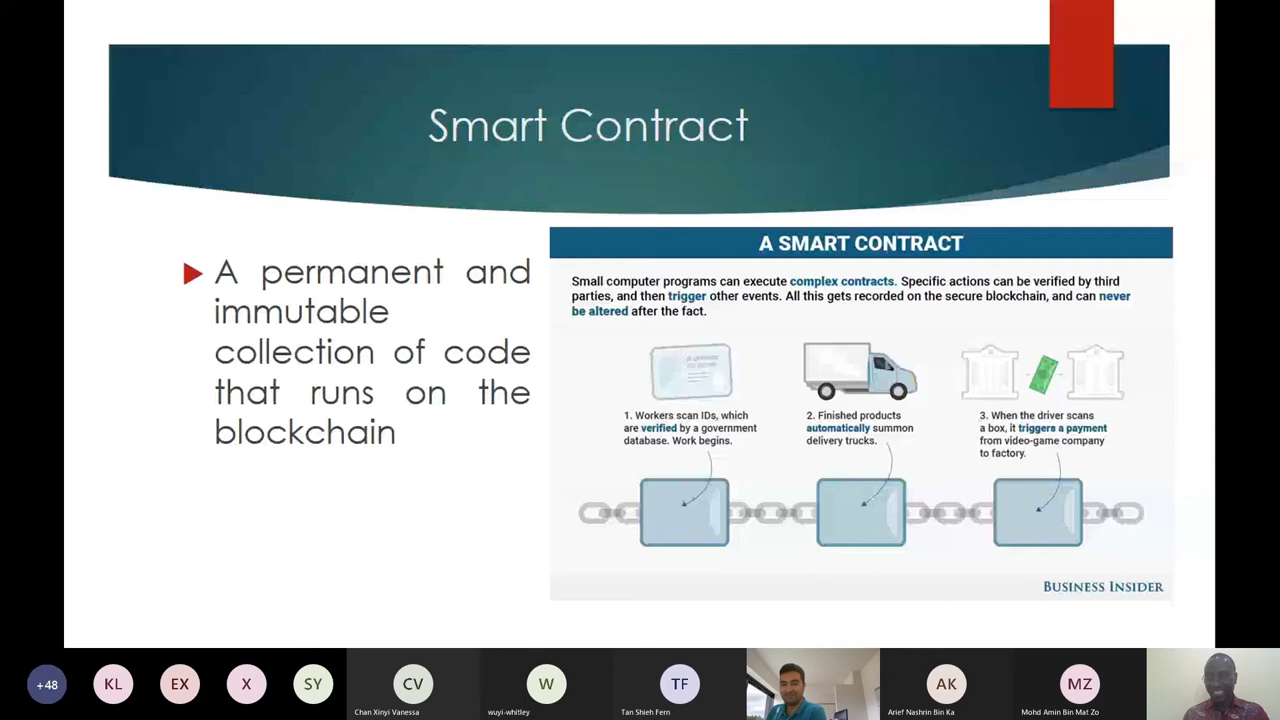 Smart Contract
A permanent and
immutable
collection of code
that runs on the
blockchain
A SMART CONTRACT
Small computer programs can execute complex contracts. Specific actions can be verified by third
parties, and then trigger other events. All this gets recorded on the secure blockchain, and can never
be altered after the fact.
1. Workers scan IDs, which
are verified by a government
database. Work begins.
2. Finished products
automatically summon
delivery trucks.
3. When the driver scans
a box, it triggers a payment
from video-game company
to factory.
BUSINESS INSIDER
+48
KL
EX
X
SY
CV
Chan Xinyi Vanessa
W
wuyi-whitley
TF
Tan Shieh Fern
AK
Arief Nashrin Bin Ka
MZ
Mohd Amin Bin Mat Zo